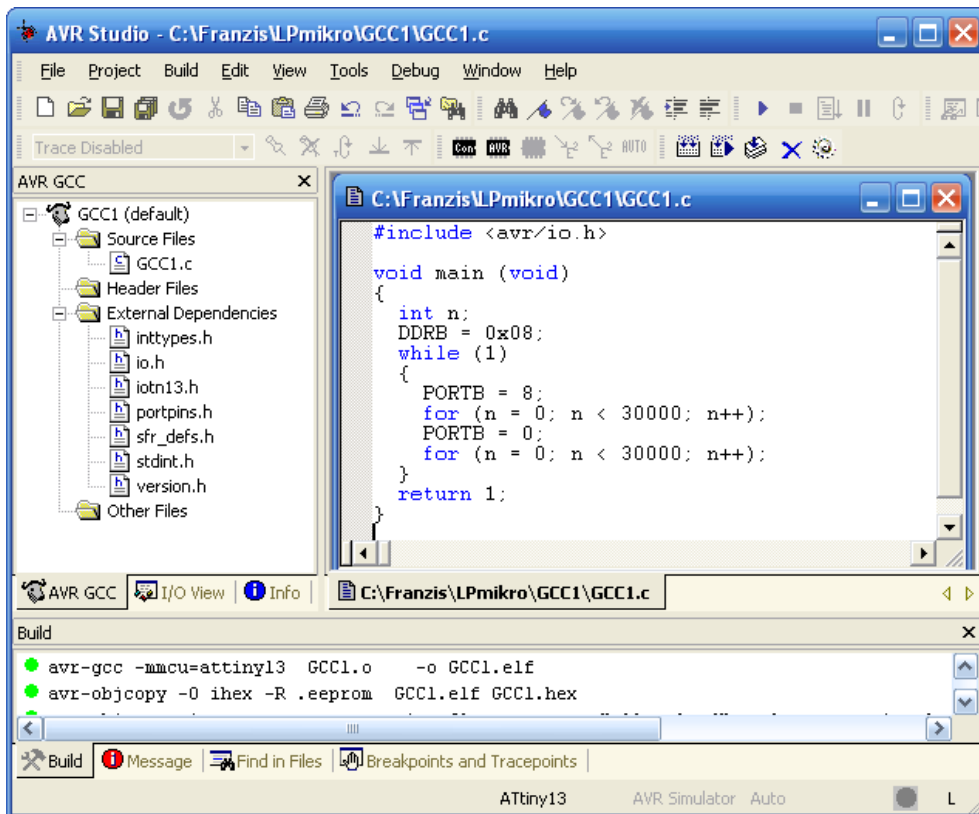 AVR Studio - C:\Franzis\LPmikro\GCC1\GCC1.c
File Project Build Edit View Tools Debug Window Help
Trace Disabled
Con AVR AUTO
AVR GCC
GCC1 (default)
Source Files
GCC1.c
Header Files
External Dependencies
inttypes.h
io.h
iotn13.h
portpins.h
sfr_defs.h
stdint.h
version.h
Other Files
AVR GCC I/O View Info
C:\Franzis\LPmikro\GCC1\GCC1.c
#include <avr/io.h>
void main (void)
{
int n;
DDRB = 0x08;
while (1)
{
PORTB = 8;
for (n = 0; n < 30000; n++);
PORTB = 0;
for (n = 0; n < 30000; n++);
}
return 1;
}
C:\Franzis\LPmikro\GCC1\GCC1.c
Build
avr-gcc -mmcu=attiny13 GCC1.o -o GCC1.elf
avr-objcopy -O ihex -R .eeprom GCC1.elf GCC1.hex
Build Message Find in Files Breakpoints and Tracepoints
ATtiny13 AVR Simulator Auto L